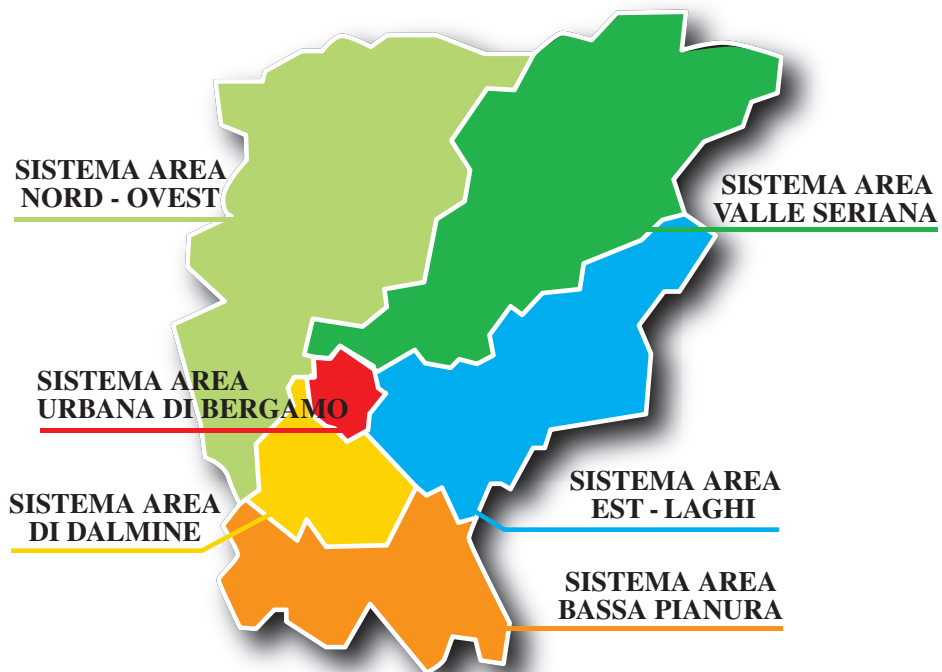 SISTEMA AREA
NORD - OVEST
SISTEMA AREA
VALLE SERIANA
SISTEMA AREA
URBANA DI BERGAMO
SISTEMA AREA
DI DALMINE
SISTEMA AREA
EST - LAGHI
SISTEMA AREA
BASSA PIANURA